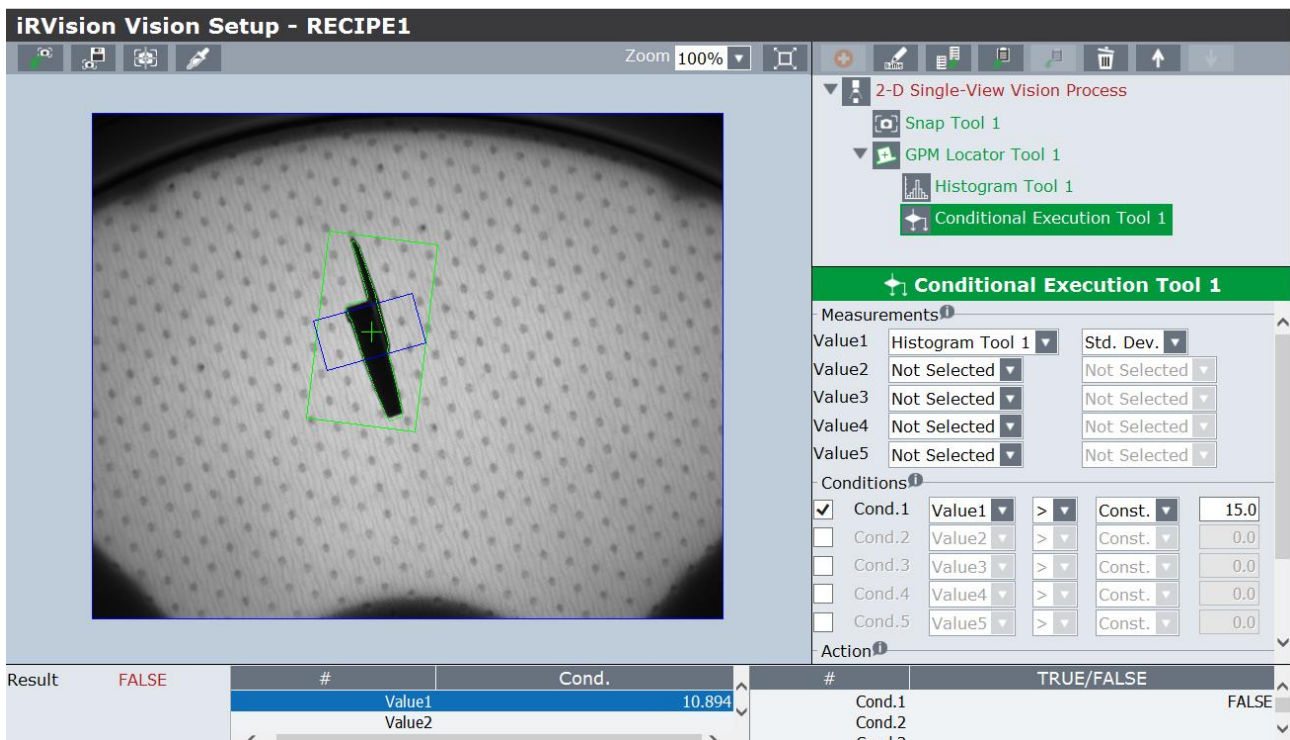 iRVision Vision Setup - RECIPE1
Zoom 100%
2-D Single-View Vision Process
Snap Tool 1
GPM Locator Tool 1
Histogram Tool 1
Conditional Execution Tool 1
Conditional Execution Tool 1
Measurements
Value1 Histogram Tool 1 Std. Dev.
Value2 Not Selected Not Selected
Value3 Not Selected Not Selected
Value4 Not Selected Not Selected
Value5 Not Selected Not Selected
Conditions
Cond.1 Value1 > Const. 15.0
Cond.2 Value2 > Const. 0.0
Cond.3 Value3 > Const. 0.0
Cond.4 Value4 > Const. 0.0
Cond.5 Value5 > Const. 0.0
Action
Result FALSE
# Cond.
Value1 10.894
Value2
# TRUE/FALSE
Cond.1 FALSE
Cond.2